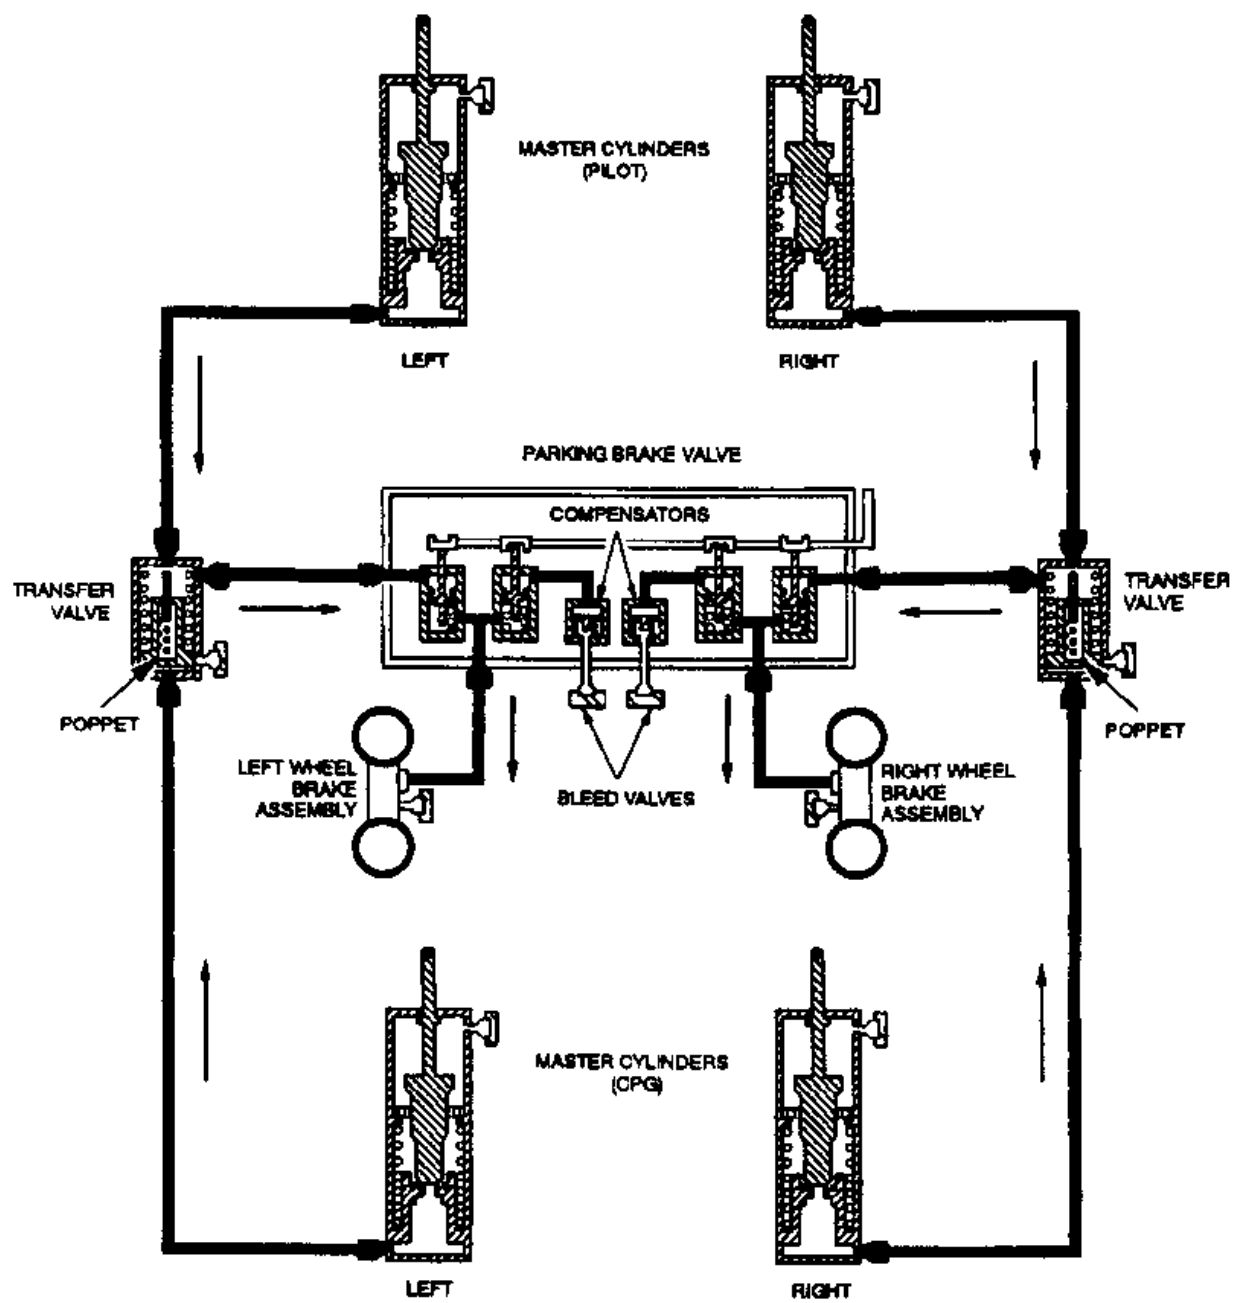 MASTER CYLINDERS
(PILOT)
LEFT
RIGHT
PARKING BRAKE VALVE
COMPENSATORS
TRANSFER
VALVE
TRANSFER
VALVE
POPPET
POPPET
LEFT WHEEL
BRAKE
ASSEMBLY
BLEED VALVES
RIGHT WHEEL
BRAKE
ASSEMBLY
MASTER CYLINDERS
(CPG)
LEFT
RIGHT